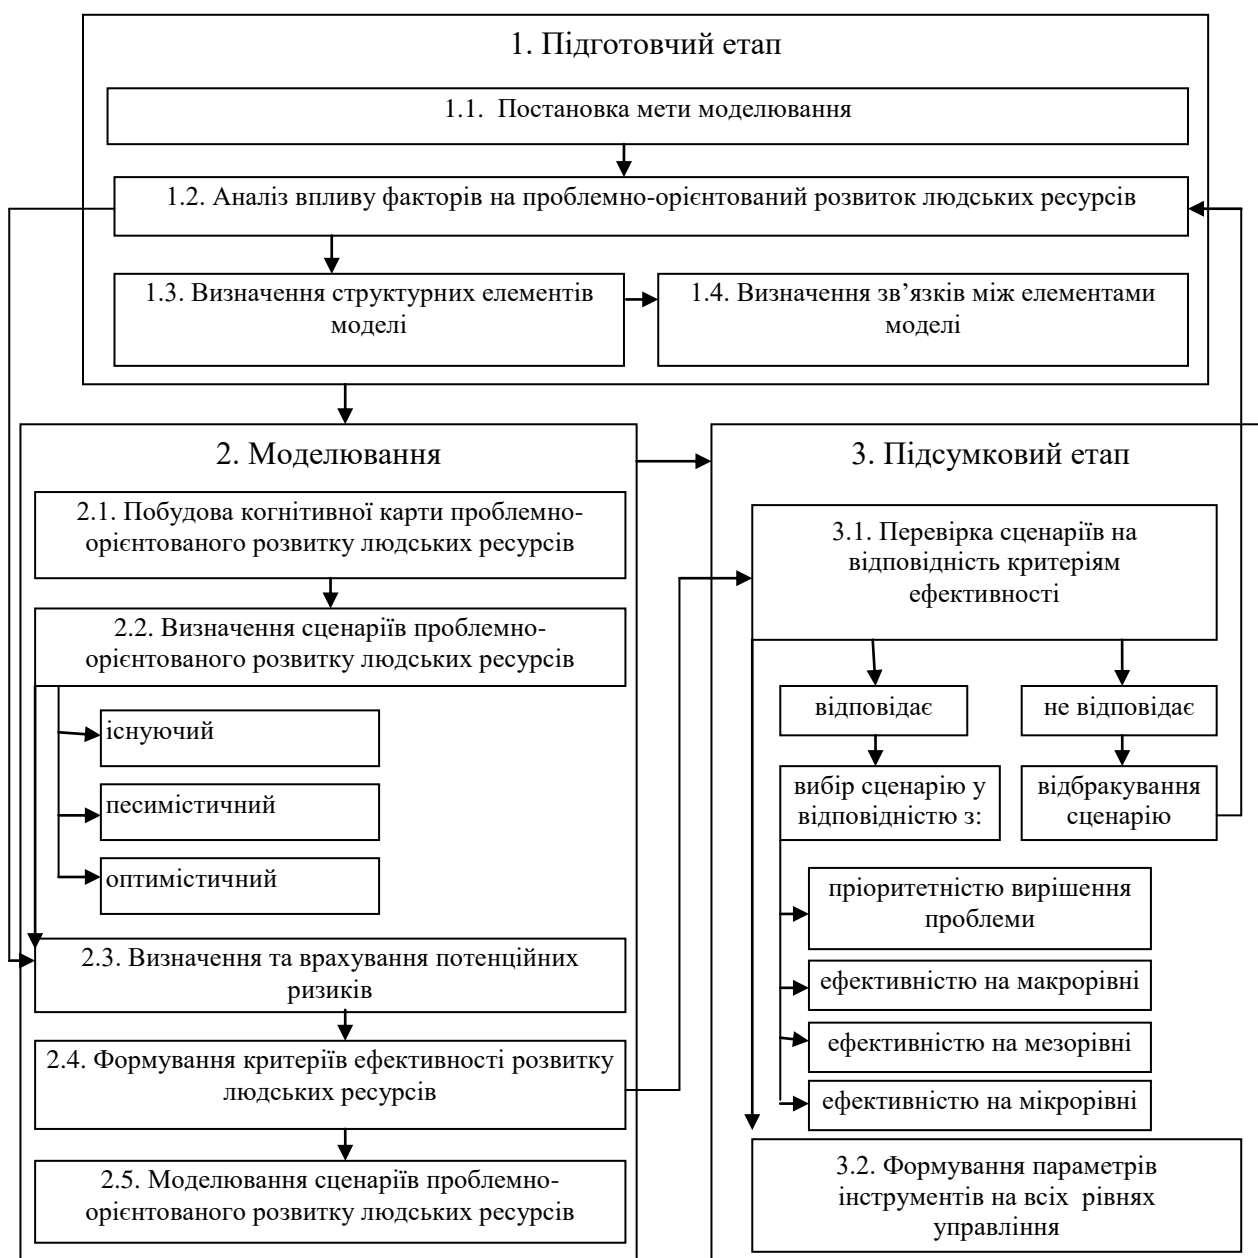 1. Підготовчий етап
1.1. Постановка мети моделювання
1.2. Аналіз впливу факторів на проблемно-орієнтований розвиток людських ресурсів
1.3. Визначення структурних елементів
моделі
1.4. Визначення зв’язків між елементами
моделі
2. Моделювання
2.1. Побудова когнітивної карти проблемно-
орієнтованого розвитку людських ресурсів
2.2. Визначення сценаріїв проблемно-
орієнтованого розвитку людських ресурсів
існуючий
песимістичний
оптимістичний
2.3. Визначення та врахування потенційних
ризиків
2.4. Формування критеріїв ефективності розвитку
людських ресурсів
2.5. Моделювання сценаріїв проблемно-
орієнтованого розвитку людських ресурсів
3. Підсумковий етап
3.1. Перевірка сценаріїв на
відповідність критеріям
ефективності
відповідає
не відповідає
вибір сценарію у
відповідністю з:
відбракування
сценарію
пріоритетністю вирішення
проблеми
ефективністю на макрорівні
ефективністю на мезорівні
ефективністю на мікрорівні
3.2. Формування параметрів
інструментів на всіх рівнях
управління